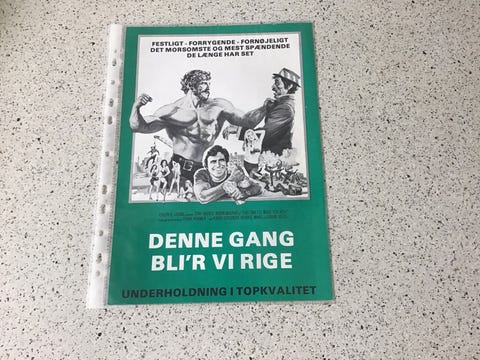 FESTLIGT - FORRYGENDE - FORNØJELIGT
DET MORSOMSTE OG MEST SPÆNDENDE
DE LÆNGE HAR SET
DENNE GANG
BLI'R VI RIGE
UNDERHOLDNING I TOPKVALITET